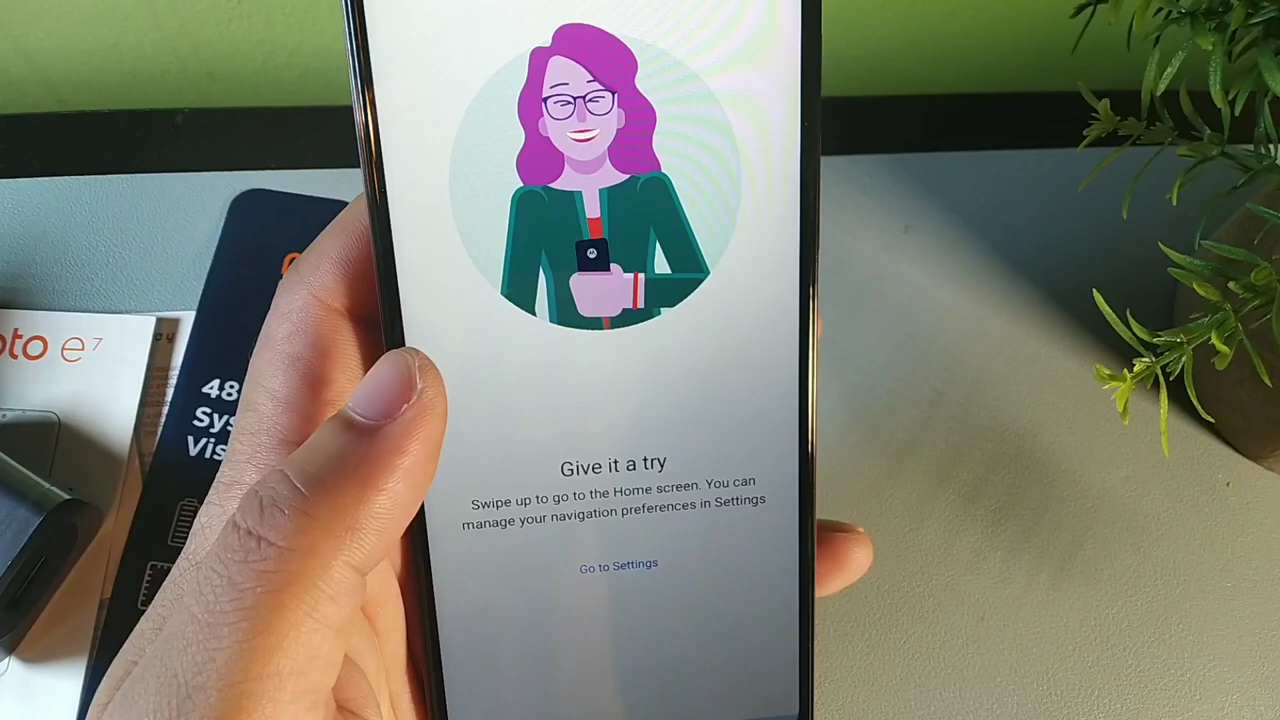 oto e⁷
48
Sys
Vis
Give it a try
Swipe up to go to the Home screen. You can
manage your navigation preferences in Settings
Go to Settings